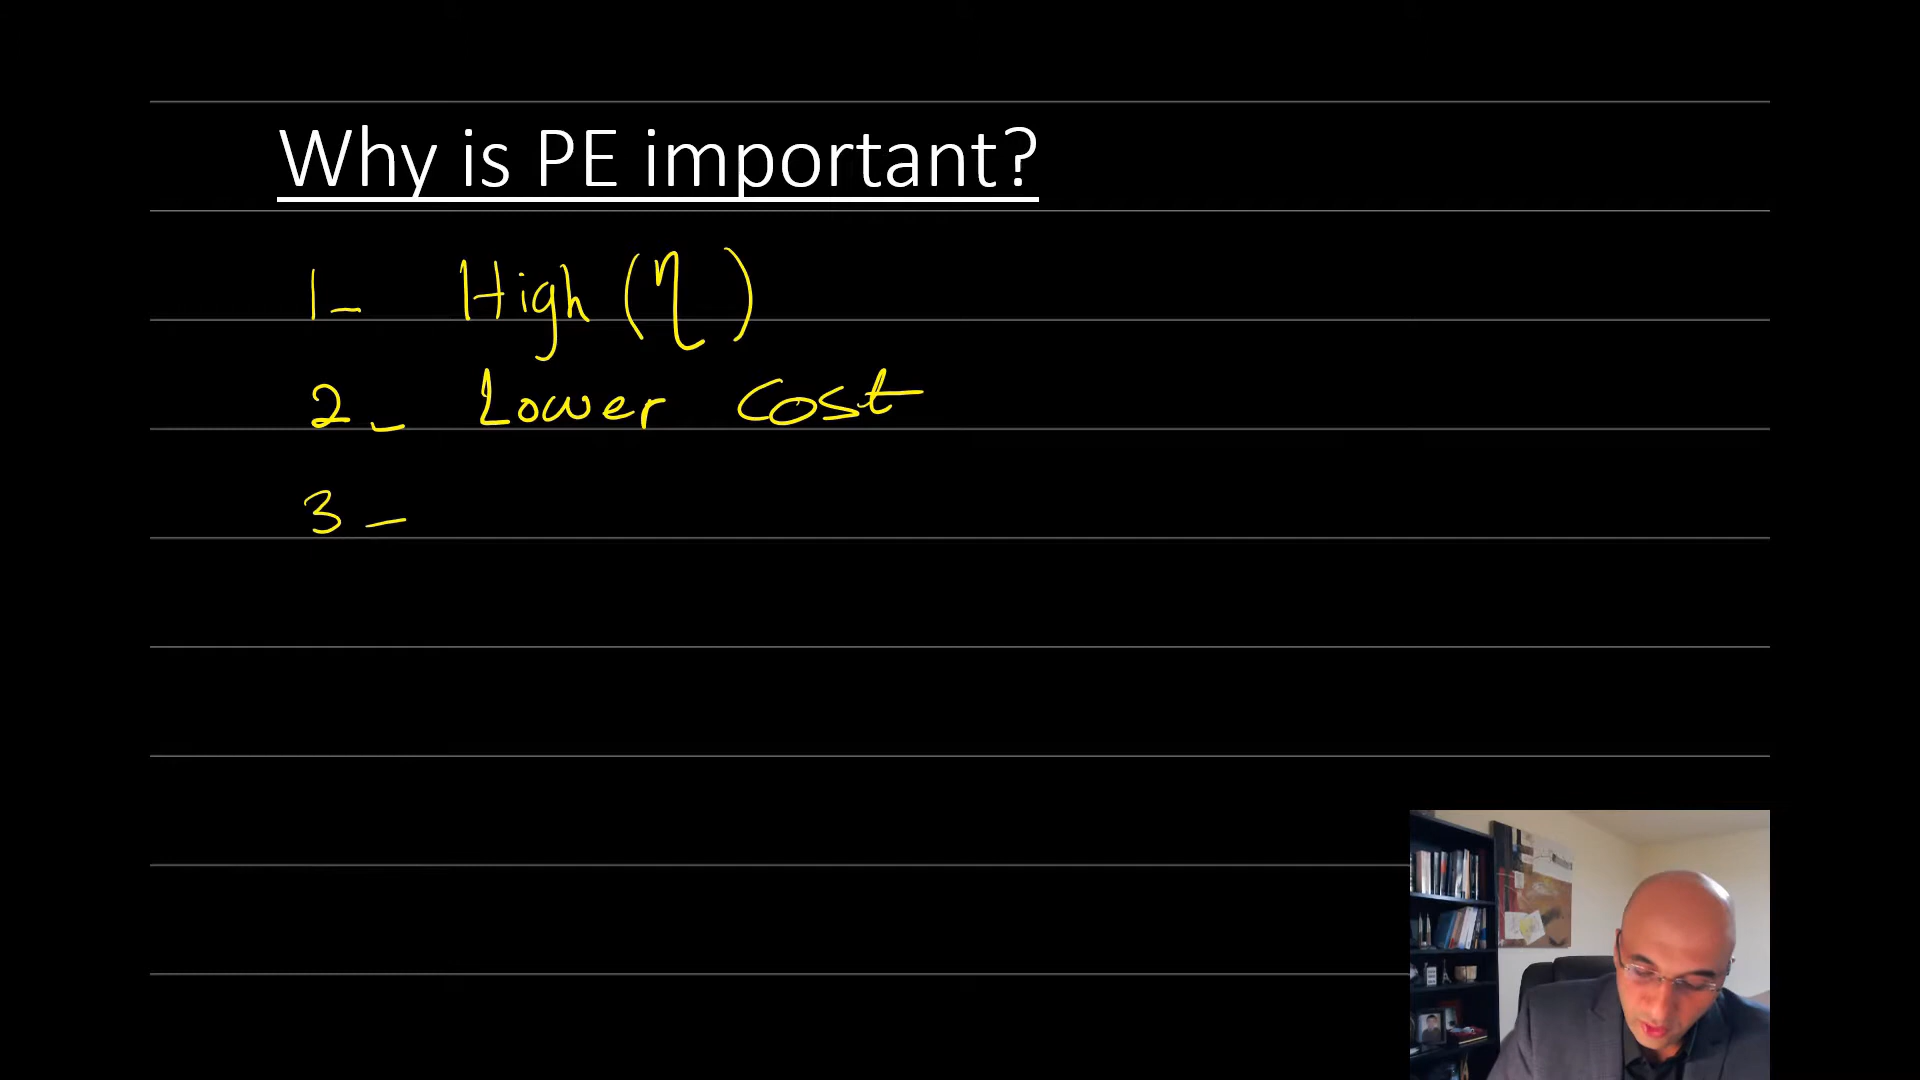 Why is PE important?
1- High (η)
2- Lower Cost
3-